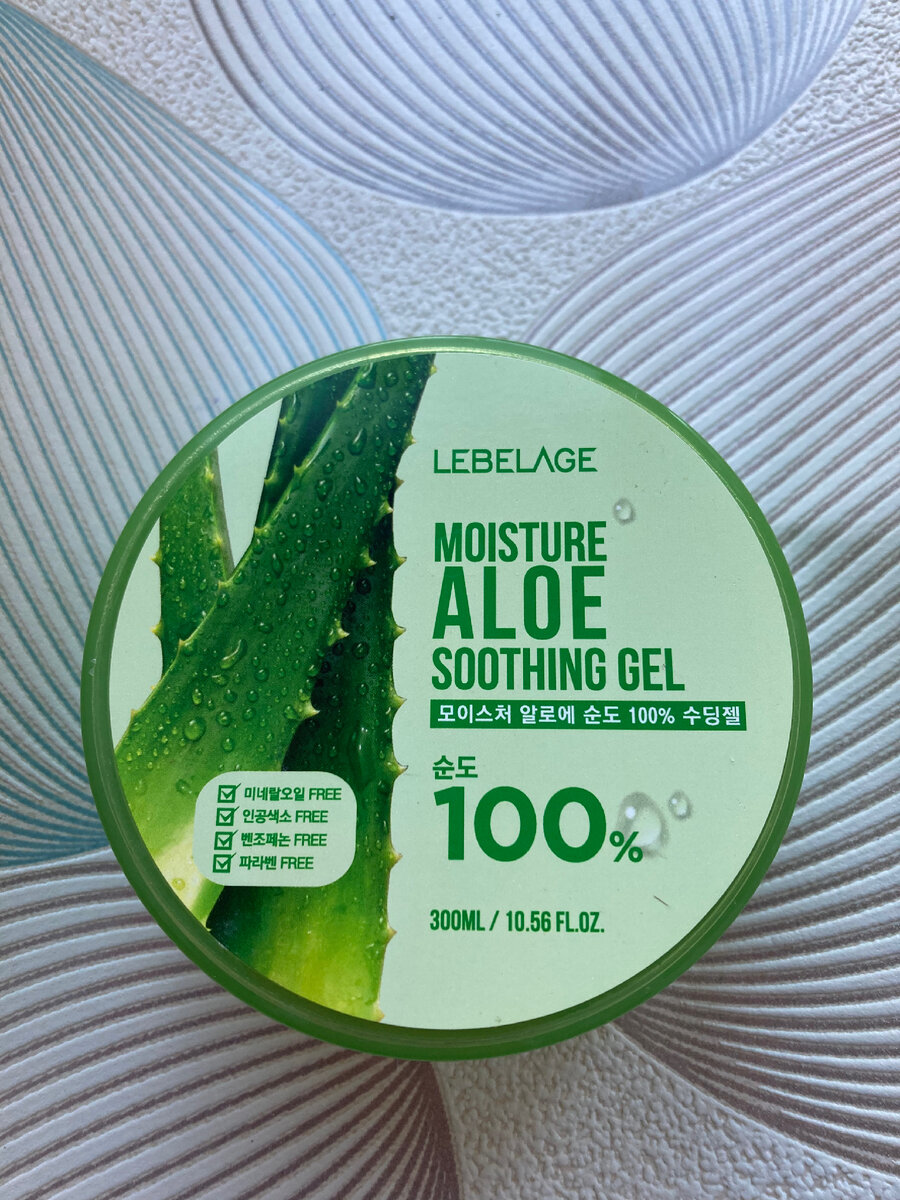 LEBELAGE
MOISTURE
ALOE
SOOTHING GEL
모이스처 알로에 순도 100% 수딩젤
순도
100%
미네랄오일 FREE
인공색소 FREE
벤조페논 FREE
파라벤 FREE
300ML / 10.56 FL.OZ.